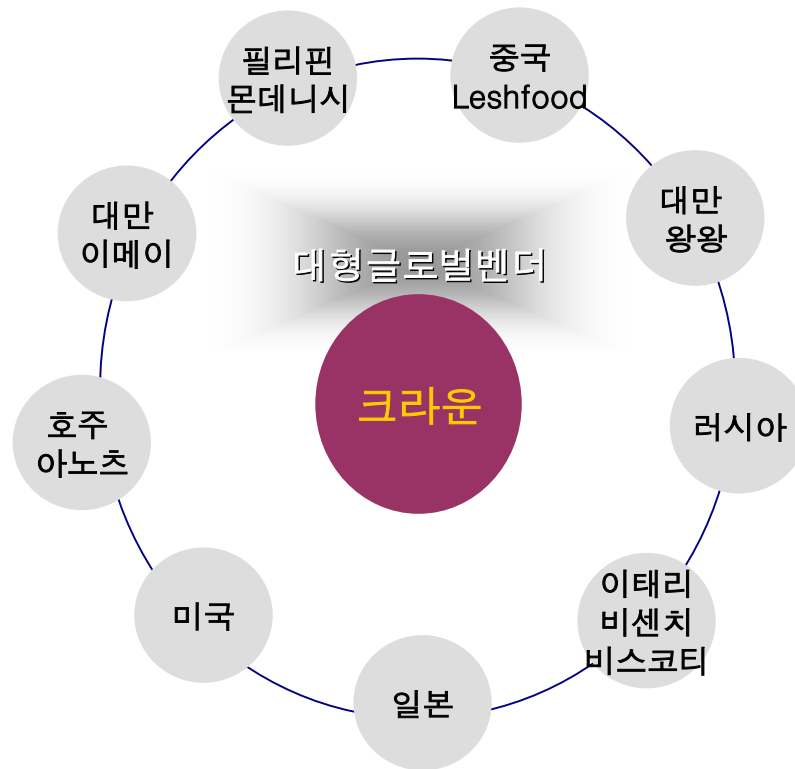 필리핀
몬데니시
중국
Leshfood
대만
왕왕
대만
이메이
대형글로벌벤더
크라운
러시아
호주
아노츠
이태리
비센치
비스코티
미국
일본